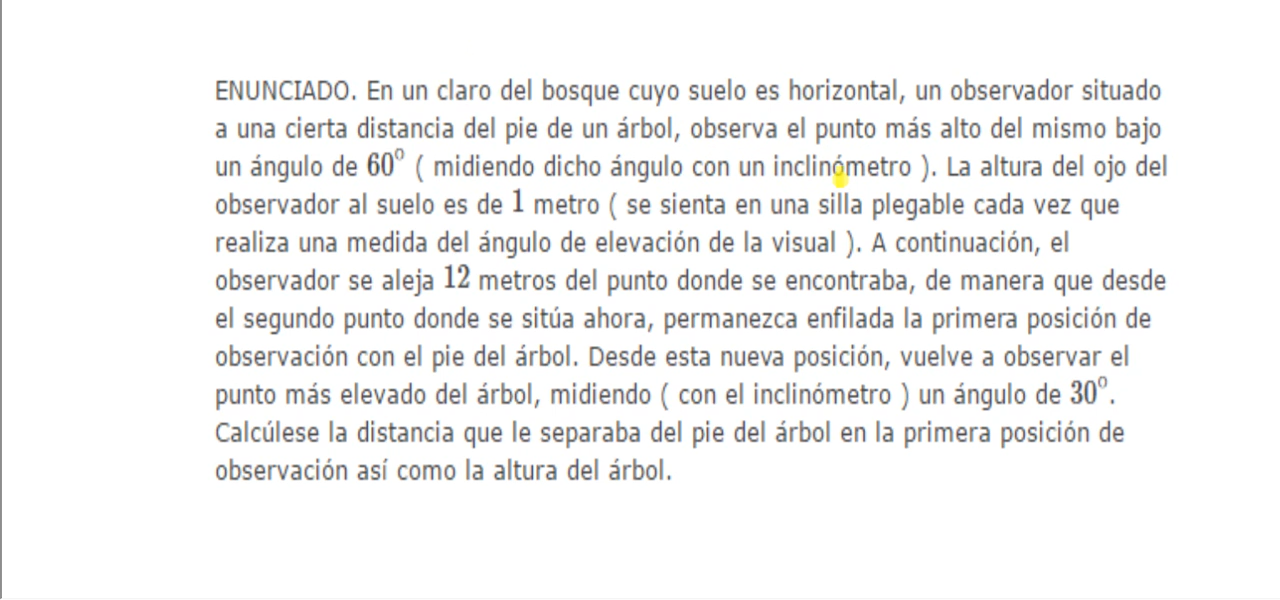 ENUNCIADO. En un claro del bosque cuyo suelo es horizontal, un observador situado
a una cierta distancia del pie de un árbol, observa el punto más alto del mismo bajo
un ángulo de 60º ( midiendo dicho ángulo con un inclinómetro ). La altura del ojo del
observador al suelo es de 1 metro ( se sienta en una silla plegable cada vez que
realiza una medida del ángulo de elevación de la visual ). A continuación, el
observador se aleja 12 metros del punto donde se encontraba, de manera que desde
el segundo punto donde se sitúa ahora, permanezca enfilada la primera posición de
observación con el pie del árbol. Desde esta nueva posición, vuelve a observar el
punto más elevado del árbol, midiendo ( con el inclinómetro ) un ángulo de 30º.
Calcúlese la distancia que le separaba del pie del árbol en la primera posición de
observación así como la altura del árbol.